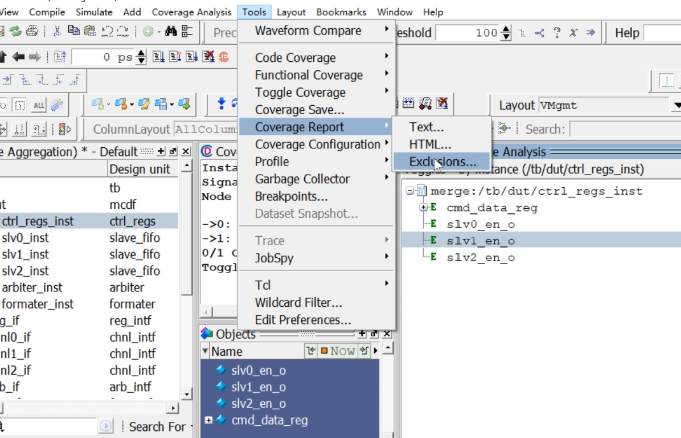 View Compile Simulate Add Coverage Analysis Tools Layout Bookmarks Window Help
0 ps
100
Help
ALL
Layout VMgmt
ColumnLayout AllColum
Search:
Aggregation) * - Default
Cov
e Analysis
by Instance (/tb/dut/ctrl_regs_inst)
Design unit
tb
mcdf
ctrl_regs_inst ctrl_regs
slv0_inst slave_fifo
slv1_inst slave_fifo
slv2_inst slave_fifo
arbiter_inst arbiter
formater_inst formater
g_if reg_intf
nl0_if chnl_intf
nl1_if chnl_intf
nl2_if chnl_intf
b_if arb_intf
Search For
Insta
Signa
Node
->0:
->1:
0/1 C
Toggl
Waveform Compare
Code Coverage
Functional Coverage
Toggle Coverage
Coverage Save...
Coverage Report
Coverage Configuration
Profile
Garbage Collector
Breakpoints...
Dataset Snapshot...
Trace
JobSpy
Tcl
Wildcard Filter...
Edit Preferences...
Text...
HTML...
Exclusions...
merge:/tb/dut/ctrl_regs_inst
cmd_data_reg
slv0_en_o
slv1_en_o
slv2_en_o
Objects
Name
Now
slv0_en_o
slv1_en_o
slv2_en_o
cmd_data_reg